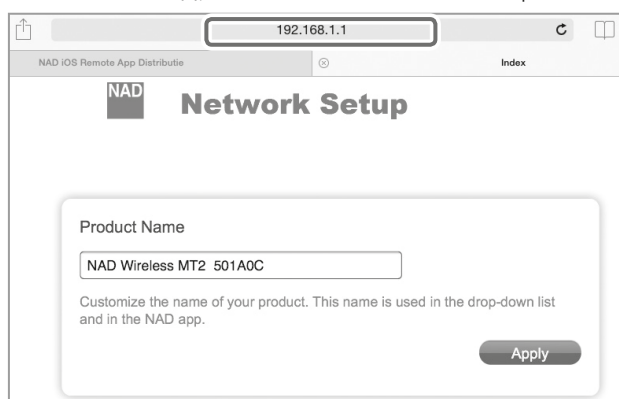 192.168.1.1
NAD iOS Remote App Distributie
Index
NAD
Network Setup
Product Name
NAD Wireless MT2 501A0C
Customize the name of your product. This name is used in the drop-down list
and in the NAD app.
Apply